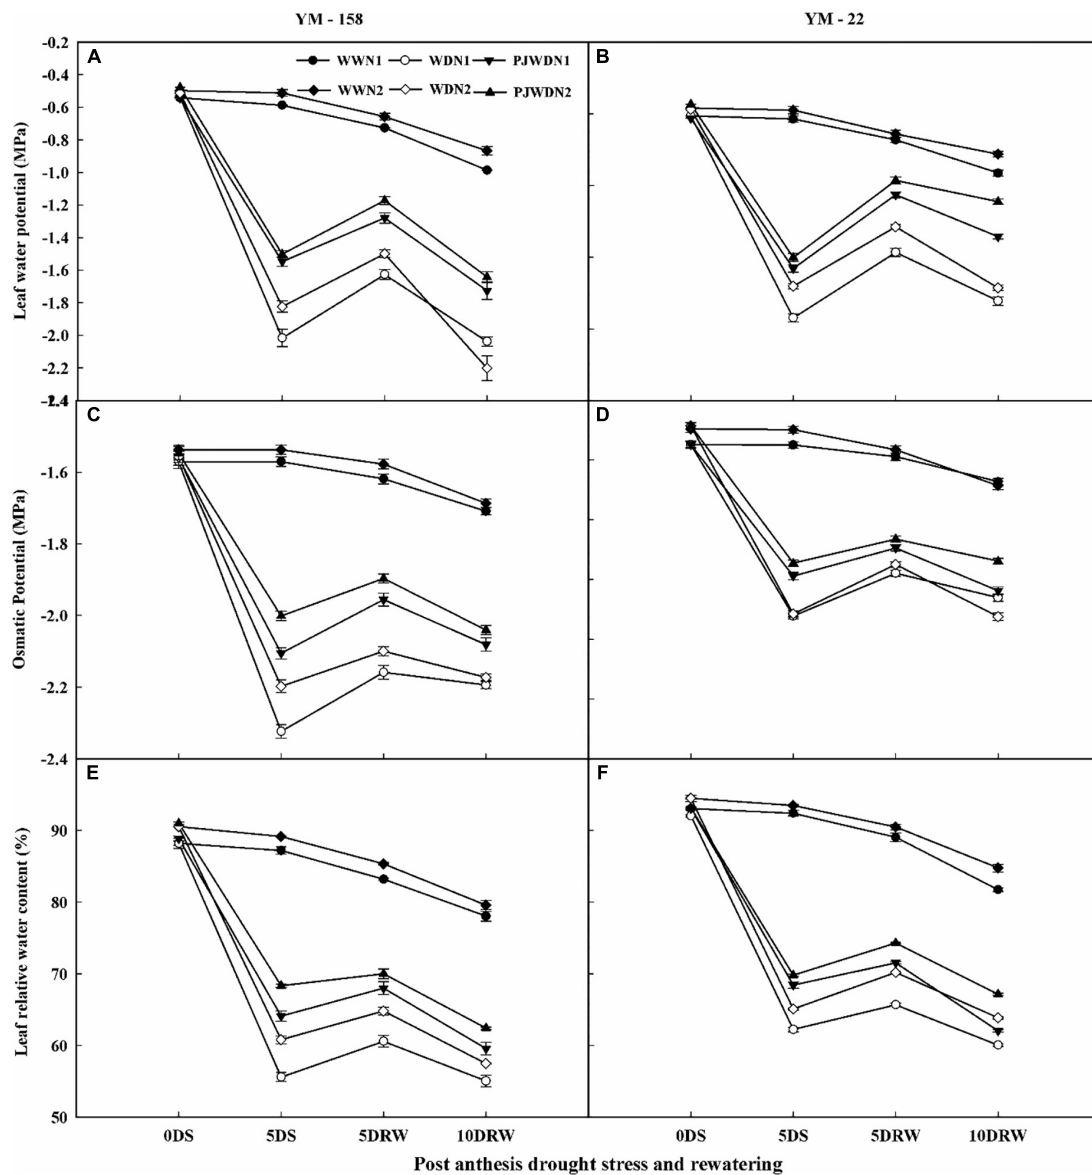 YM - 158
YM - 22
A
WWN1
WDN1
PJWDN1
WWN2
WDN2
PJWDN2
B
Leaf water potential (MPa)
-0.2
-0.4
-0.6
-0.8
-1.0
-1.2
-1.4
-1.6
-1.8
-2.0
-2.2
C
D
Osmatic Potential (MPa)
-1.6
-1.8
-2.0
-2.2
-2.4
E
F
Leaf relative water content (%)
90
80
70
60
50
0DS
5DS
5DRW
10DRW
0DS
5DS
5DRW
10DRW
Post anthesis drought stress and rewatering